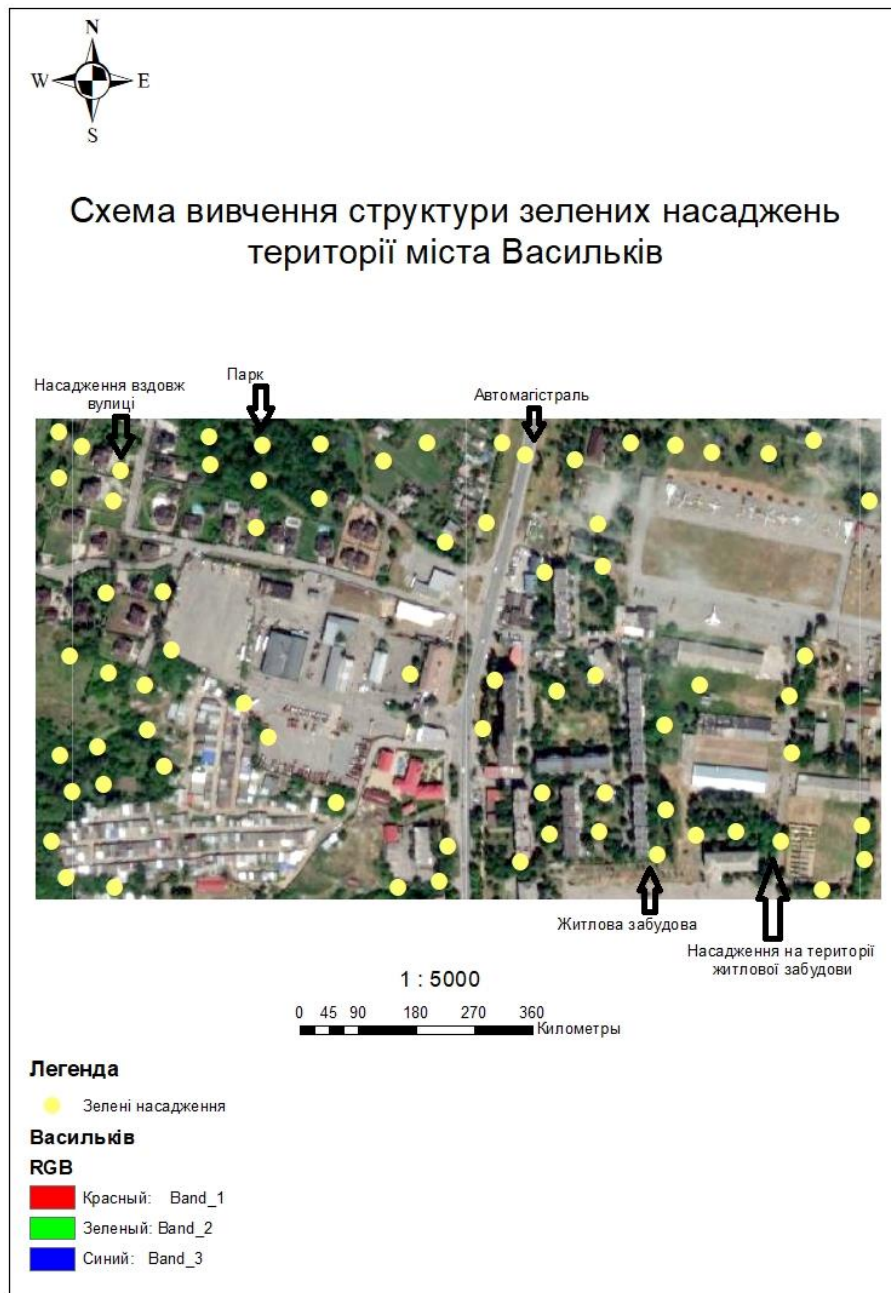 N
W E
S
Схема вивчення структури зелених насаджень
території міста Васильків
Насадження вздовж
вулиці
Парк
Автомагістраль
Житлова забудова
Насадження на території
житлової забудови
1 : 5000
0 45 90 180 270 360
Километры
Легенда
Зелені насадження
Васильків
RGB
Красный: Band_1
Зеленый: Band_2
Синий: Band_3